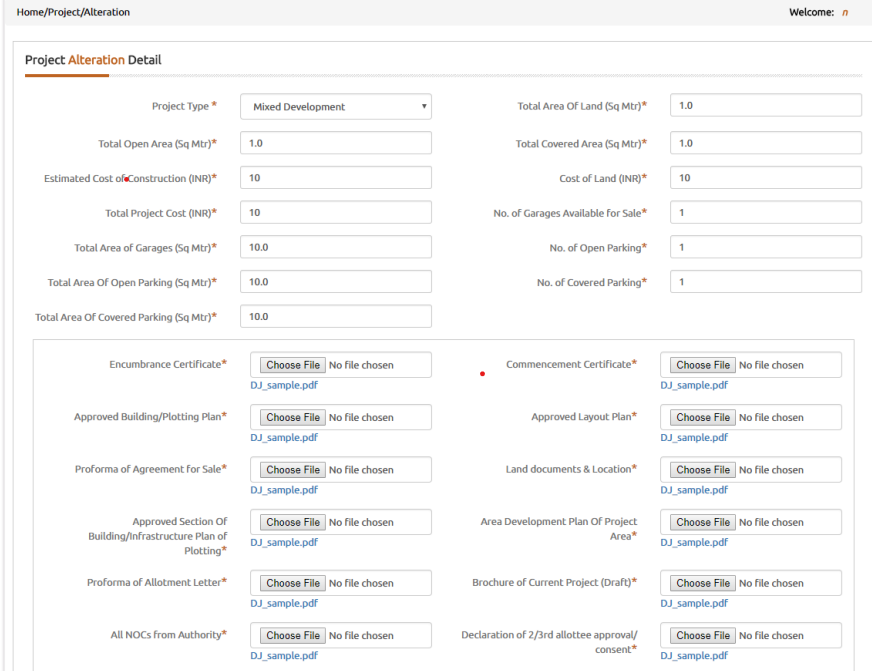 Home/Project/Alteration
Welcome: n
Project Alteration Detail
Project Type * Mixed Development
Total Area Of Land (Sq Mtr)* 1.0
Total Open Area (Sq Mtr)* 1.0
Total Covered Area (Sq Mtr)* 1.0
Estimated Cost of Construction (INR)* 10
Cost of Land (INR)* 10
Total Project Cost (INR)* 10
No. of Garages Available for Sale* 1
Total Area of Garages (Sq Mtr)* 10.0
No. of Open Parking* 1
Total Area Of Open Parking (Sq Mtr)* 10.0
No. of Covered Parking* 1
Total Area Of Covered Parking (Sq Mtr)* 10.0
Encumbrance Certificate* Choose File No file chosen
DJ_sample.pdf
Commencement Certificate* Choose File No file chosen
DJ_sample.pdf
Approved Building/Plotting Plan* Choose File No file chosen
DJ_sample.pdf
Approved Layout Plan* Choose File No file chosen
DJ_sample.pdf
Proforma of Agreement for Sale* Choose File No file chosen
DJ_sample.pdf
Land documents & Location* Choose File No file chosen
DJ_sample.pdf
Approved Section Of
Building/Infrastructure Plan of
Plotting*
Choose File No file chosen
DJ_sample.pdf
Area Development Plan Of Project
Area*
Choose File No file chosen
DJ_sample.pdf
Proforma of Allotment Letter* Choose File No file chosen
DJ_sample.pdf
Brochure of Current Project (Draft)* Choose File No file chosen
DJ_sample.pdf
All NOCs from Authority* Choose File No file chosen
DJ_sample.pdf
Declaration of 2/3rd allottee approval/
consent*
Choose File No file chosen
DJ_sample.pdf